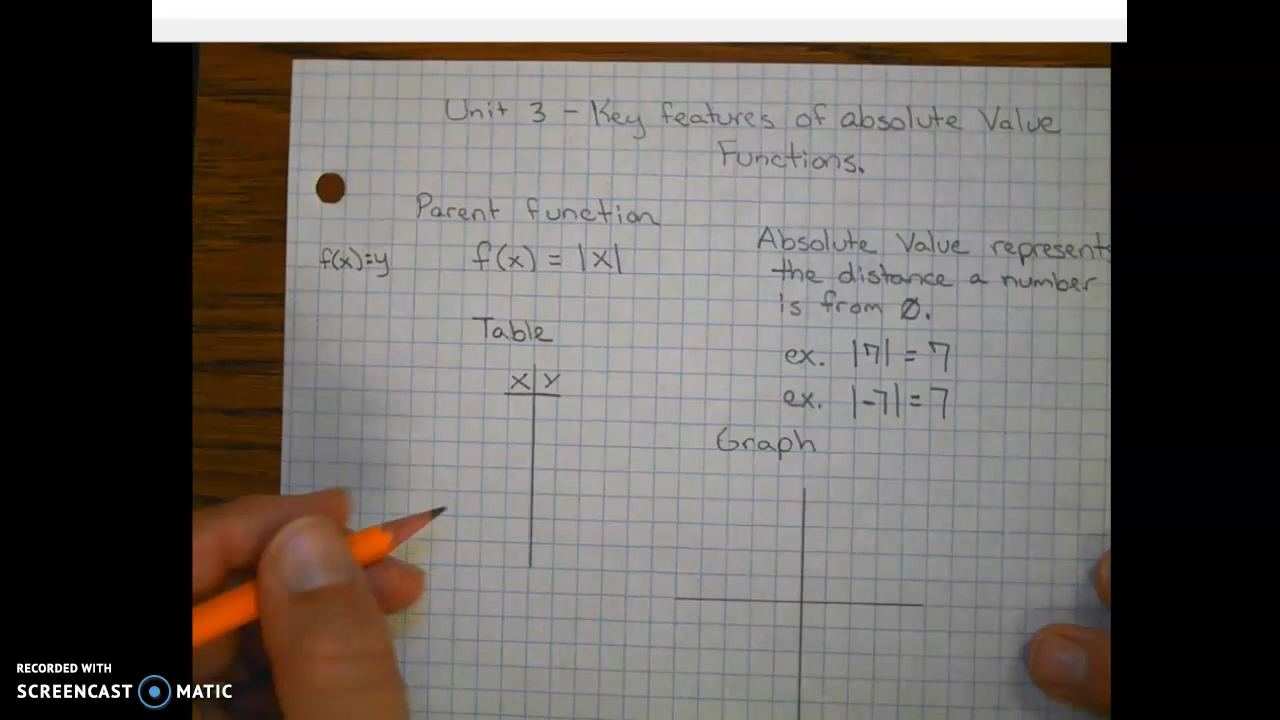 Unit 3 - Key features of absolute Value
Functions.
Parent function
f(x)=y
f(x) = |x|
Absolute Value represents
the distance a number
is from 0.
ex. |7| = 7
ex. |-7| = 7
Table
x y
Graph
RECORDED WITH
SCREENCAST MATIC